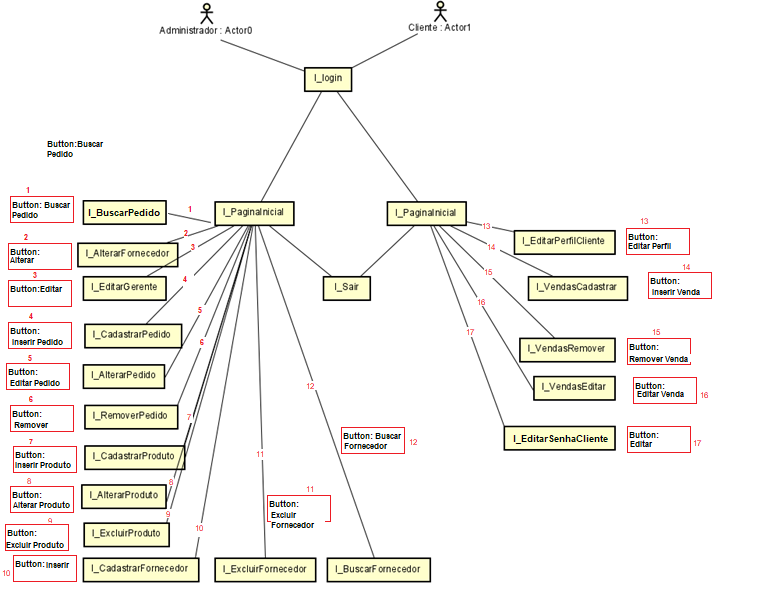 Administrador : Actor0
Cliente : Actor1
I_login
Button:Buscar
Pedido
1
Button: Buscar
Pedido
I_BuscarPedido
1
I_PaginaInicial
I_PaginaInicial
13
I_EditarPerfilCliente
13
Button:
Editar Perfil
2
Button:
Alterar
I_AlterarFornecedor
2
3
14
3
Button:Editar
I_EditarGerente
4
I_Sair
15
I_VendasCadastrar
14
Button:
Inserir Venda
4
Button:
Inserir Pedido
I_CadastrarPedido
5
16
17
6
I_VendasRemover
15
Button:
Remover Venda
5
Button:
Editar Pedido
I_AlterarPedido
12
I_VendasEditar
Button:
Editar Venda
16
6
Button:
Remover
I_RemoverPedido
7
I_EditarSenhaCliente
Button:
Editar
17
7
Button:
Inserir Produto
I_CadastrarProduto
11
Button: Buscar
Fornecedor
12
8
Button:
Alterar Produto
I_AlterarProduto
8
9
11
Button:
Excluir
Fornecedor
9
Button:
Excluir Produto
I_ExcluirProduto
10
10
Button: Inserir
I_CadastrarFornecedor
I_ExcluirFornecedor
I_BuscarFornecedor